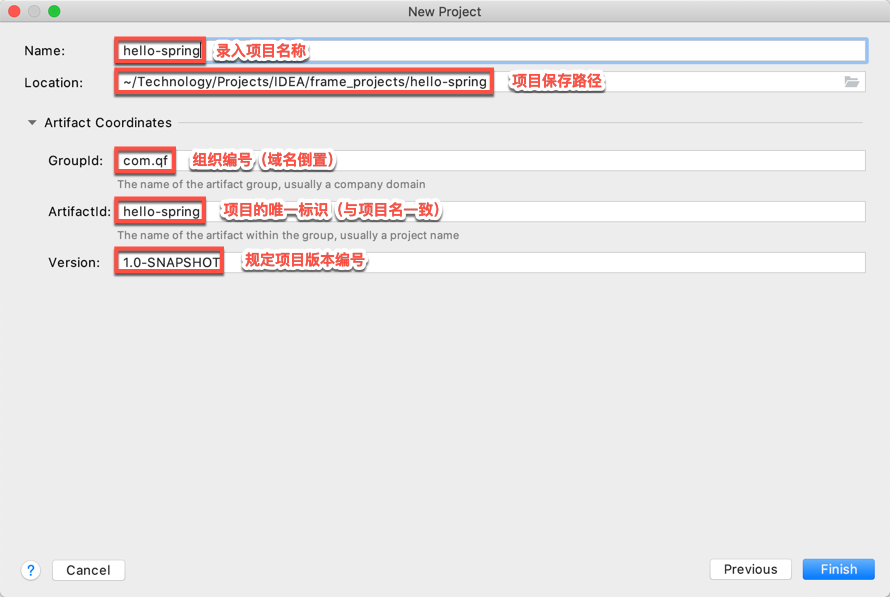 New Project
Name: hello-spring 录入项目名称
Location: ~/Technology/Projects/IDEA/frame_projects/hello-spring 项目保存路径
Artifact Coordinates
GroupId: com.qf 组织编号（域名倒置）
The name of the artifact group, usually a company domain
ArtifactId: hello-spring 项目的唯一标识（与项目名一致）
The name of the artifact within the group, usually a project name
Version: 1.0-SNAPSHOT 规定项目版本编号
? Cancel Previous Finish